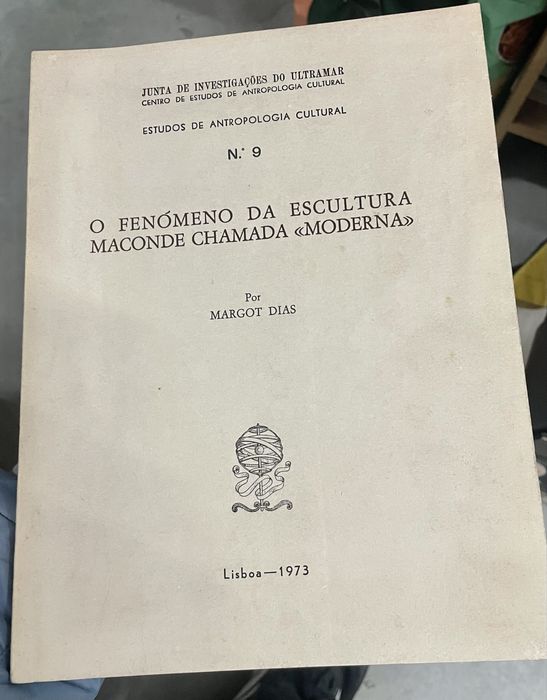 JUNTA DE INVESTIGAÇÕES DO ULTRAMAR
CENTRO DE ESTUDOS DE ANTROPOLOGIA CULTURAL
ESTUDOS DE ANTROPOLOGIA CULTURAL
N.° 9
O FENÓMENO DA ESCULTURA
MACONDE CHAMADA «MODERNA»
Por
MARGOT DIAS
Lisboa—1973